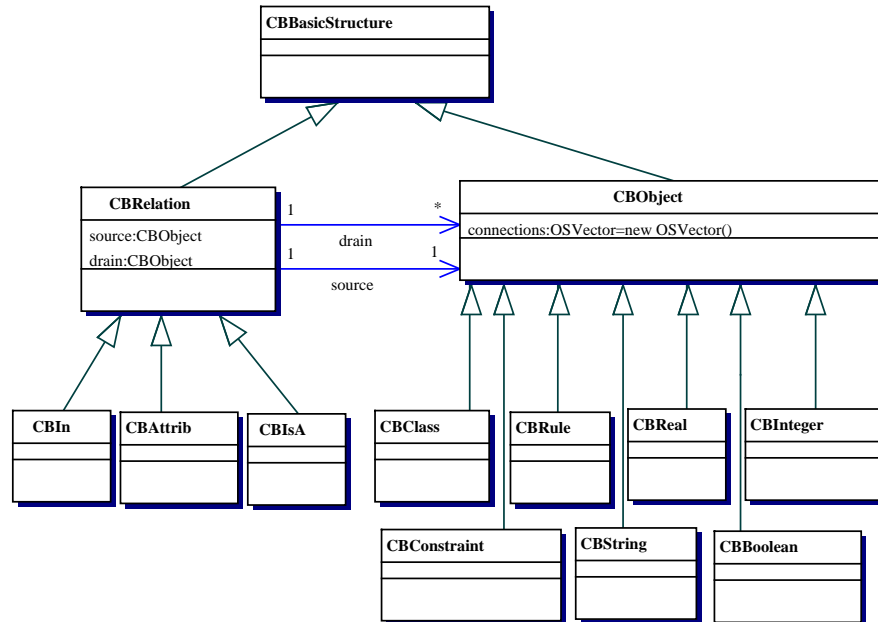 CBBasicStructure
CBRelation
source:CBObject
drain:CBObject
CBObject
connections:OSVector=new OSVector()
1
*
drain
1
1
source
CBIn
CBAttrib
CBIsA
CBClass
CBRule
CBReal
CBInteger
CBConstraint
CBString
CBBoolean